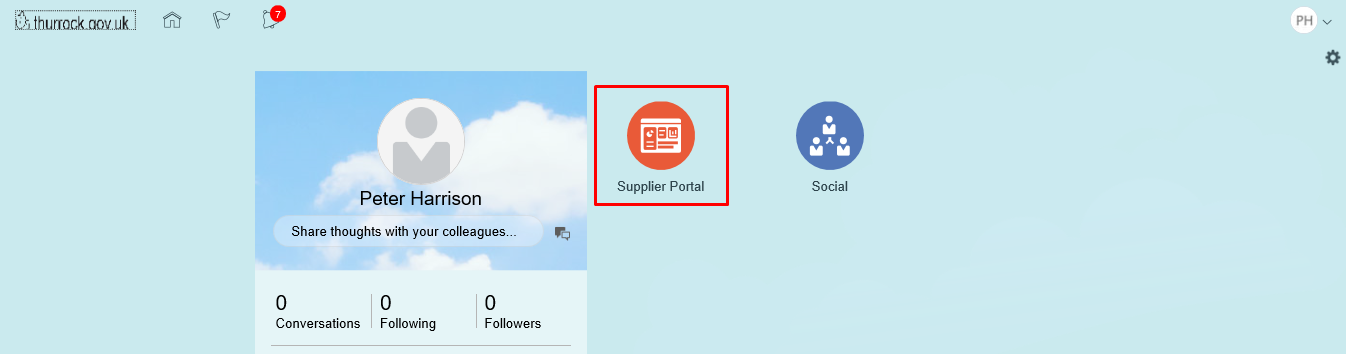 thurrock.gov.uk
7
PH
Peter Harrison
Share thoughts with your colleagues...
Supplier Portal
Social
0 0 0
Conversations Following Followers